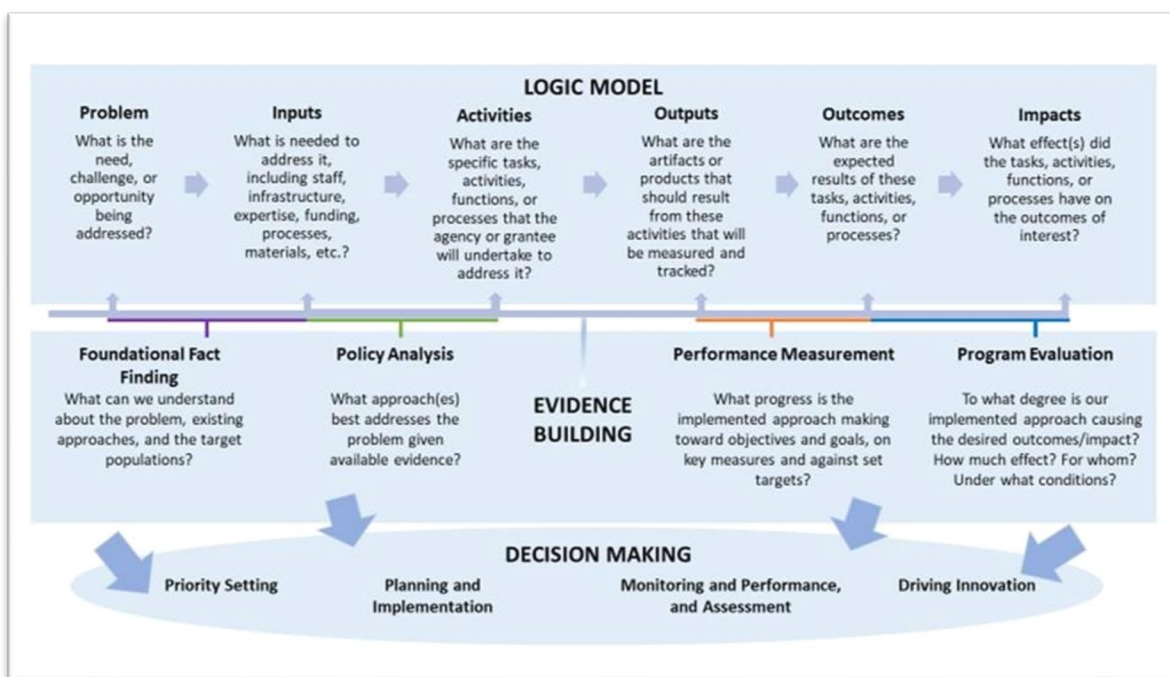 LOGIC MODEL
Problem
What is the
need,
challenge, or
opportunity
being
addressed?
Inputs
What is needed to
address it,
including staff,
infrastructure,
expertise, funding,
processes,
materials, etc.?
Activities
What are the
specific tasks,
activities,
functions, or
processes that the
agency or grantee
will undertake to
address it?
Outputs
What are the
artifacts or
products that
should result
from these
activities that will
be measured and
tracked?
Outcomes
What are the
expected
results of these
tasks, activities,
functions, or
processes?
Impacts
What effect(s) did
the tasks, activities,
functions, or
processes have on
the outcomes of
interest?
Foundational Fact
Finding
What can we understand
about the problem, existing
approaches, and the target
populations?
Policy Analysis
What approach(es)
best addresses the
problem given
available evidence?
EVIDENCE
BUILDING
Performance Measurement
What progress is the
implemented approach making
toward objectives and goals, on
key measures and against set
targets?
Program Evaluation
To what degree is our
implemented approach causing
the desired outcomes/impact?
How much effect? For whom?
Under what conditions?
DECISION MAKING
Priority Setting
Planning and
Implementation
Monitoring and Performance,
and Assessment
Driving Innovation